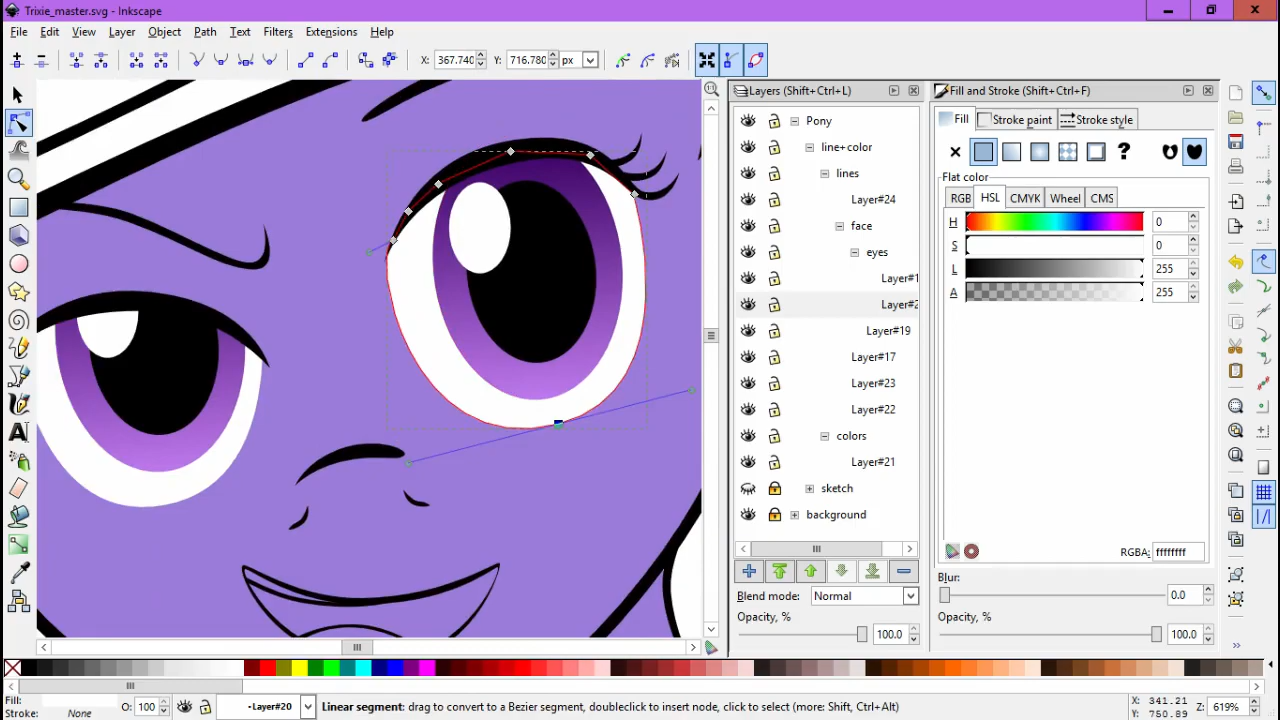 Trixie_master.svg - Inkscape
File Edit View Layer Object Path Filters Text Extensions Help
X: 367.740 Y: 716.780 px
Layers (Shift+Ctrl+L)
Pony
line+color
lines
Layer#24
face
eyes
Layer#1
Layer#2
Layer#19
Layer#17
Layer#23
Layer#22
colors
Layer#21
sketch
background
Blend mode: Normal
Opacity, % 100.0
Fill and Stroke (Shift+Ctrl+F)
Fill Stroke paint Stroke style
Flat color
RGB HSL CMYK Wheel CMS
H 0
S 0
L 255
A 255
RGBA: ffffffff
Blur:
0.0
Opacity, %
100.0
Fill:
Stroke: None
O: 100
-Layer#20
Linear segment: drag to convert to a Bezier segment, doubleclick to insert node, click to select (more: Shift, Ctrl+Alt)
X: 341.21
Y: 750.89
Z: 619%